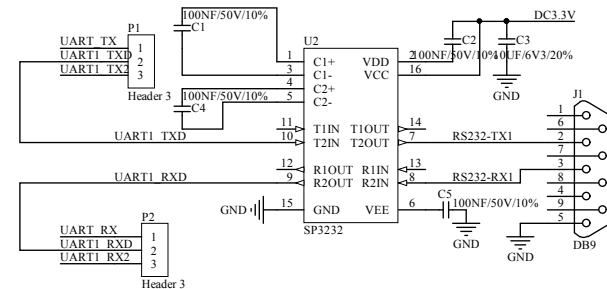 P1
UART_TX
UART1_TXD
UART_TX2
1
2
3
Header 3
100NF/50V/10%
C1
100NF/50V/10%
C4
UART1_TXD
UART1_RXD
P2
UART_RX
UART1_RXD
UART_RX2
1
2
3
Header 3
U2
1 C1+ VDD 2
3 C1- VCC 16
4 C2+
5 C2-
11 T1IN T1OUT 14
10 T2IN T2OUT 7
12 R1OUT R1IN 13
9 R2OUT R2IN 8
GND 15 GND VEE 6
SP3232
DC3.3V
C2
100NF/50V/10%
C3
0UF/6V3/20%
GND
RS232-TX1
RS232-RX1
C5
100NF/50V/10%
GND
GND
J1
1
6
2
7
3
8
4
9
5
DB9